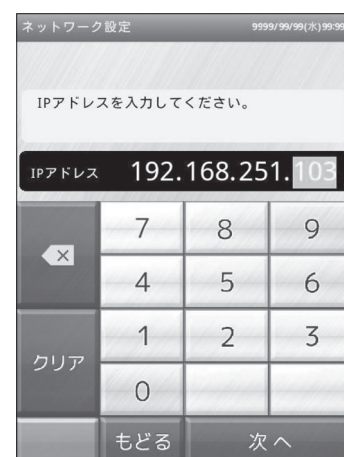 ネットワーク設定 9999/99/99(水)99:99
IPアドレスを入力してください。
IPアドレス 192.168.251.103
7 8 9
4 5 6
クリア 1 2 3
0
もどる 次へ